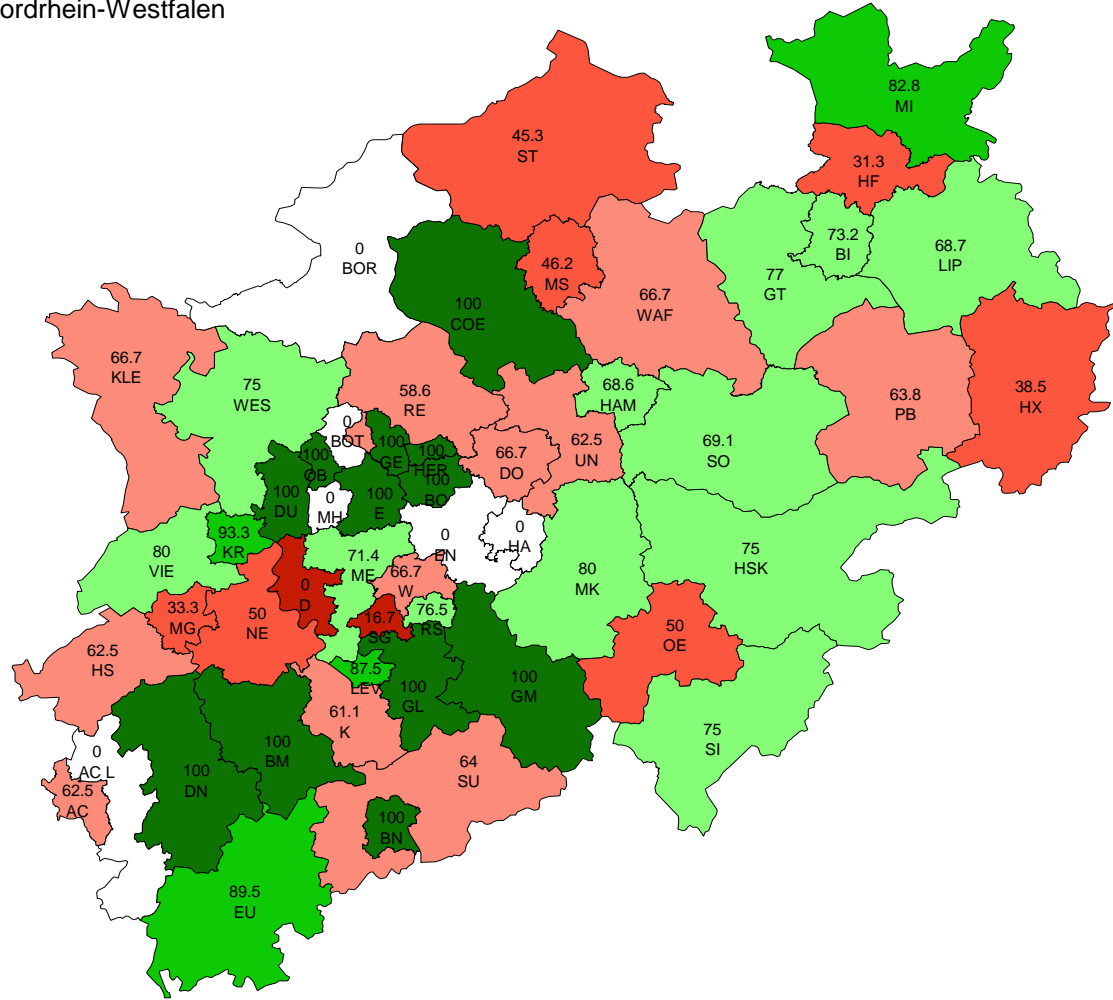 ordrhein-Westfalen
82.8
MI
45.3
ST
31.3
HF
73.2
BI
68.7
LIP
0
BOR
46.2
MS
77
GT
66.7
WAF
100
COE
66.7
KLE
75
WES
58.6
RE
68.6
HAM
63.8
PB
38.5
HX
0
BOT
100
GE
100
HER
66.7
DO
62.5
UN
69.1
SO
100
OB
100
BO
100
DU
0
MH
100
E
93.3
KR
0
EN
0
HA
80
VIE
71.4
ME
66.7
W
80
MK
75
HSK
0
D
33.3
MG
50
NE
16.7
SG
76.5
RS
50
OE
62.5
HS
87.5
LEV
100
GL
100
GM
61.1
K
75
SI
0
AC L
100
BM
64
SU
100
DN
62.5
AC
100
BN
89.5
EU